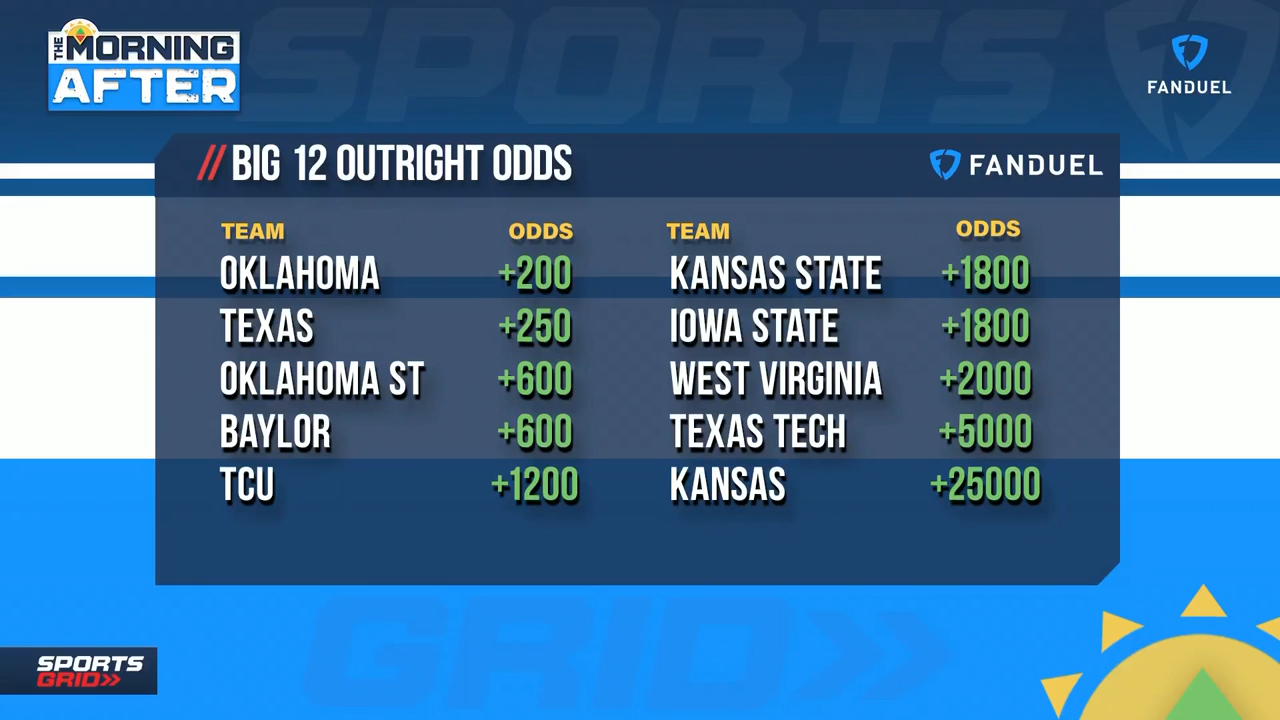 THE MORNING
AFTER
SPORTS
FANDUEL
// BIG 12 OUTRIGHT ODDS
FANDUEL
TEAM ODDS TEAM ODDS
OKLAHOMA +200 KANSAS STATE +1800
TEXAS +250 IOWA STATE +1800
OKLAHOMA ST +600 WEST VIRGINIA +2000
BAYLOR +600 TEXAS TECH +5000
TCU +1200 KANSAS +25000
GRID>>
SPORTS
GRID>>